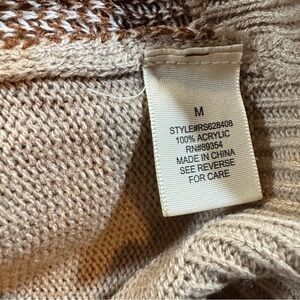 M
STYLE#RS628408
100% ACRYLIC
RN#89354
MADE IN CHINA
SEE REVERSE
FOR CARE